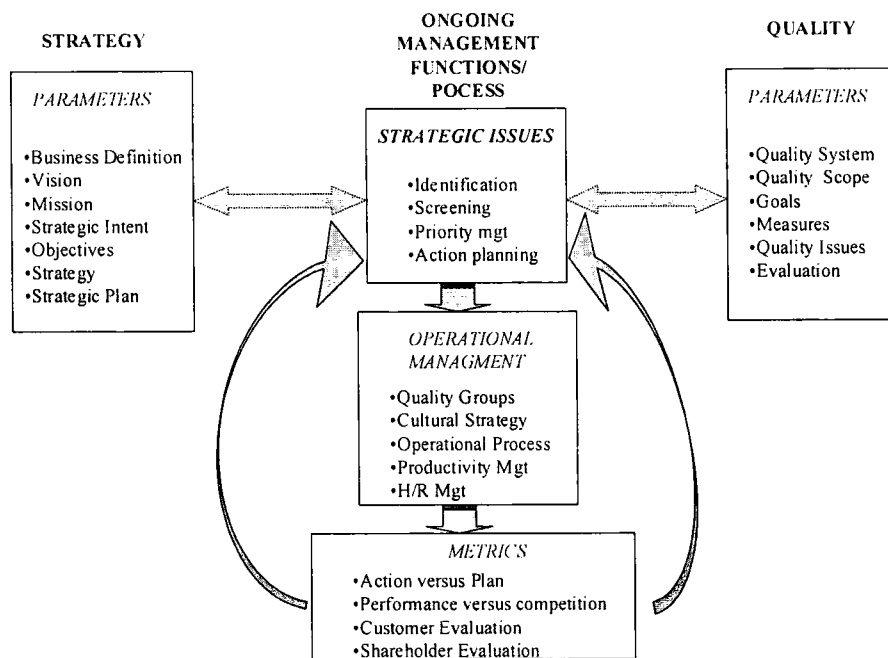 STRATEGY
PARAMETERS
•Business Definition
•Vision
•Mission
•Strategic Intent
•Objectives
•Strategy
•Strategic Plan
ONGOING
MANAGEMENT
FUNCTIONS/
POCESS
STRATEGIC ISSUES
•Identification
•Screening
•Priority mgt
•Action planning
OPERATIONAL
MANAGMENT
•Quality Groups
•Cultural Strategy
•Operational Process
•Productivity Mgt
•H/R Mgt
METRICS
•Action versus Plan
•Performance versus competition
•Customer Evaluation
•Shareholder Evaluation
QUALITY
PARAMETERS
•Quality System
•Quality Scope
•Goals
•Measures
•Quality Issues
•Evaluation